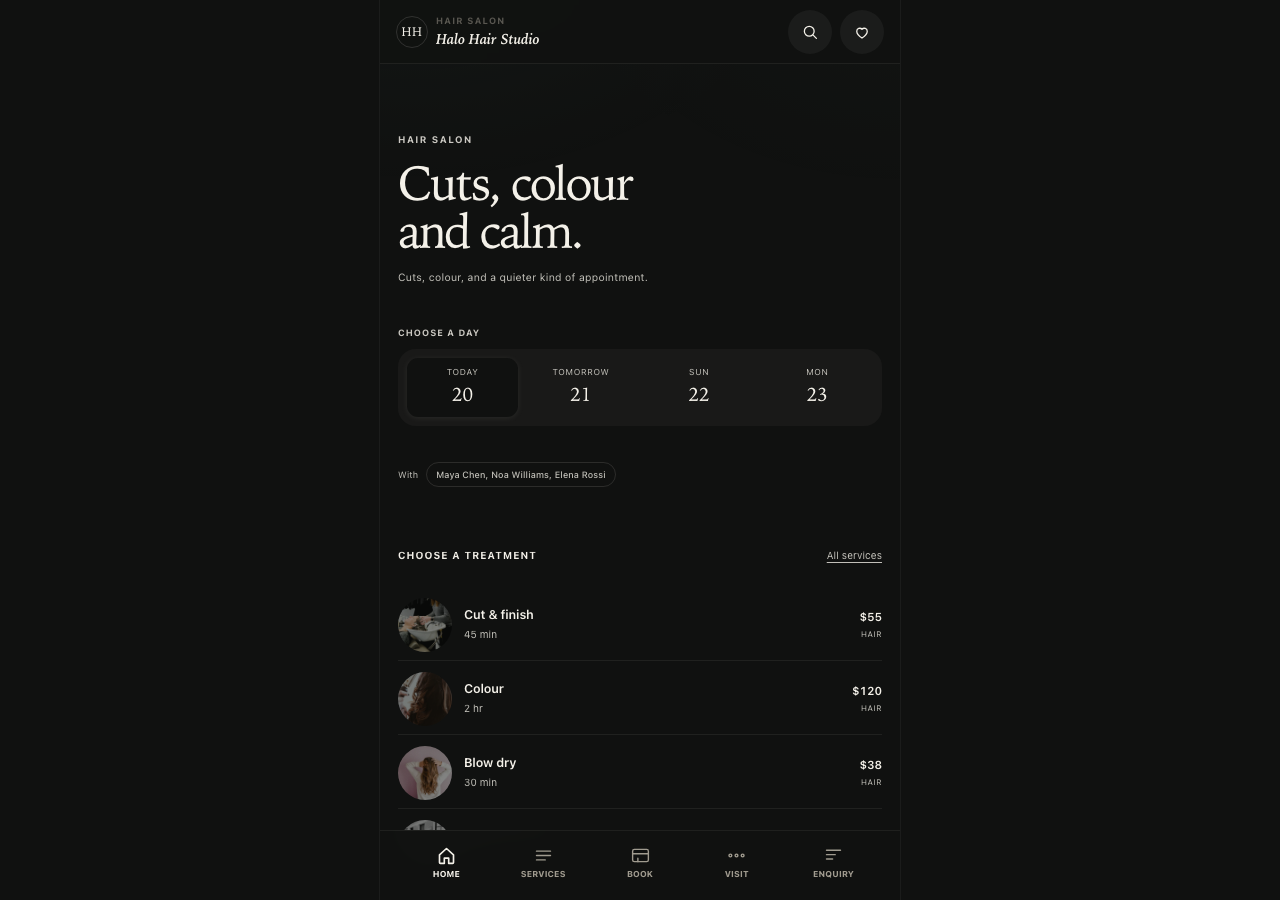 HH
HAIR SALON
Halo Hair Studio
HAIR SALON
Cuts, colour
and calm.
Cuts, colour, and a quieter kind of appointment.
CHOOSE A DAY
TODAY TOMORROW SUN MON
20 21 22 23
With Maya Chen, Noa Williams, Elena Rossi
CHOOSE A TREATMENT All services
Cut & finish $55
45 min HAIR
Colour $120
2 hr HAIR
Blow dry $38
30 min HAIR
HOME SERVICES BOOK VISIT ENQUIRY